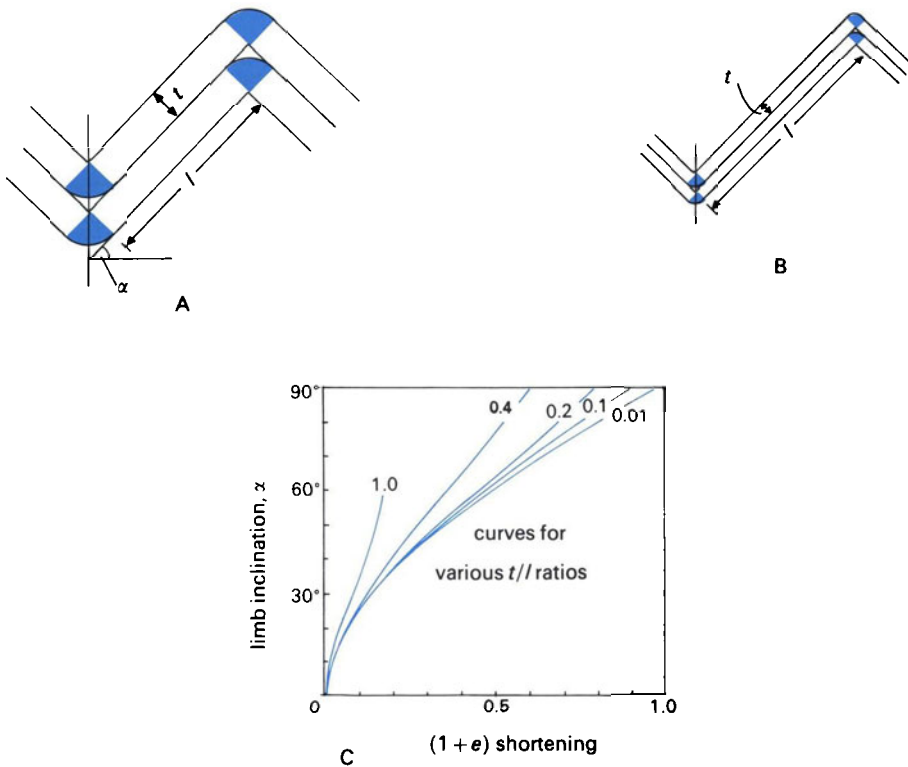 t
l
α
A
t
l
B
90°
60°
30°
0
0.5
1.0
limb inclination, α
1.0
0.4
0.2
0.1
0.01
curves for
various t/l ratios
(1+e) shortening
C